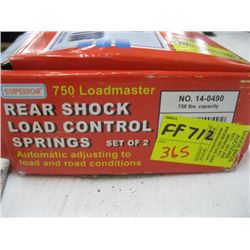 SUPERIOR 750 Loadmaster
REAR SHOCK
LOAD CONTROL
SPRINGS SET OF 2
Automatic adjusting to
load and road conditions
NO. 14-0490
750 lbs. capacity
FF712
365